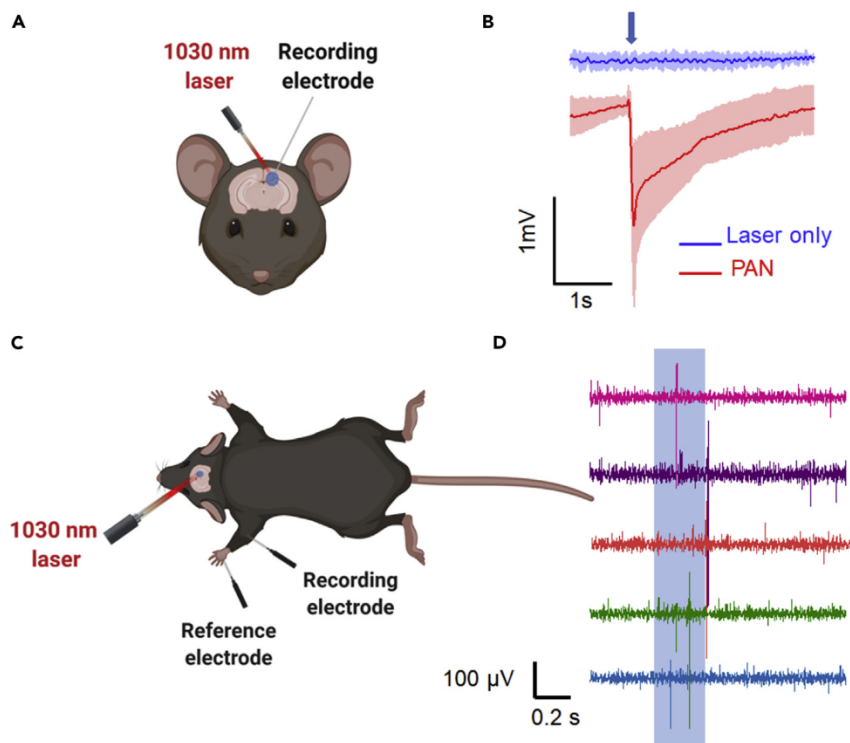 A
1030 nm
laser
Recording
electrode
B
1mV
1s
Laser only
PAN
C
1030 nm
laser
Recording
electrode
Reference
electrode
D
100 μV
0.2 s